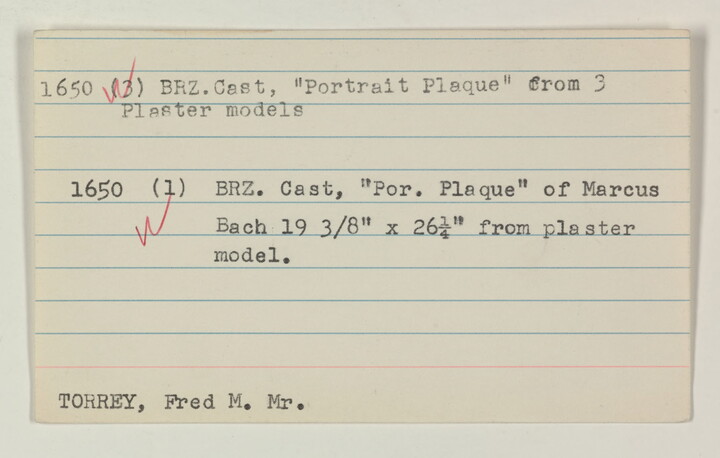 1650 (3) BRZ.Cast, "Portrait Plaque" from 3
Plaster models
1650 (1) BRZ. Cast, "Por. Plaque" of Marcus
Bach 19 3/8" x 26¼" from plaster
model.
TORREY, Fred M. Mr.